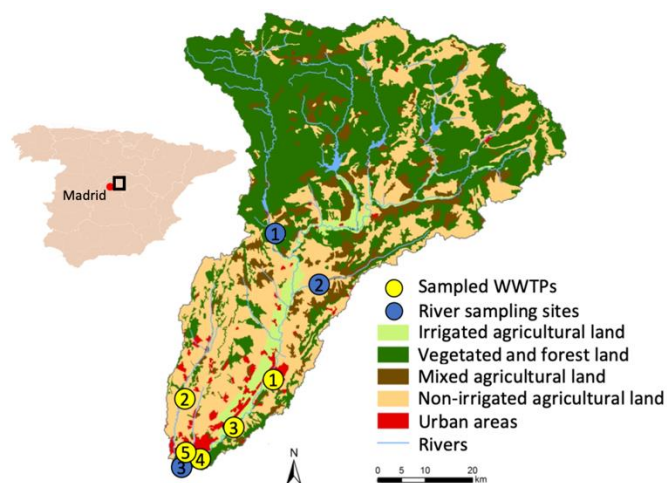 Madrid
1
2
1
2
3
5
4
3
Sampled WWTPs
River sampling sites
Irrigated agricultural land
Vegetated and forest land
Mixed agricultural land
Non-irrigated agricultural land
Urban areas
Rivers
N
0 5 10 20
km